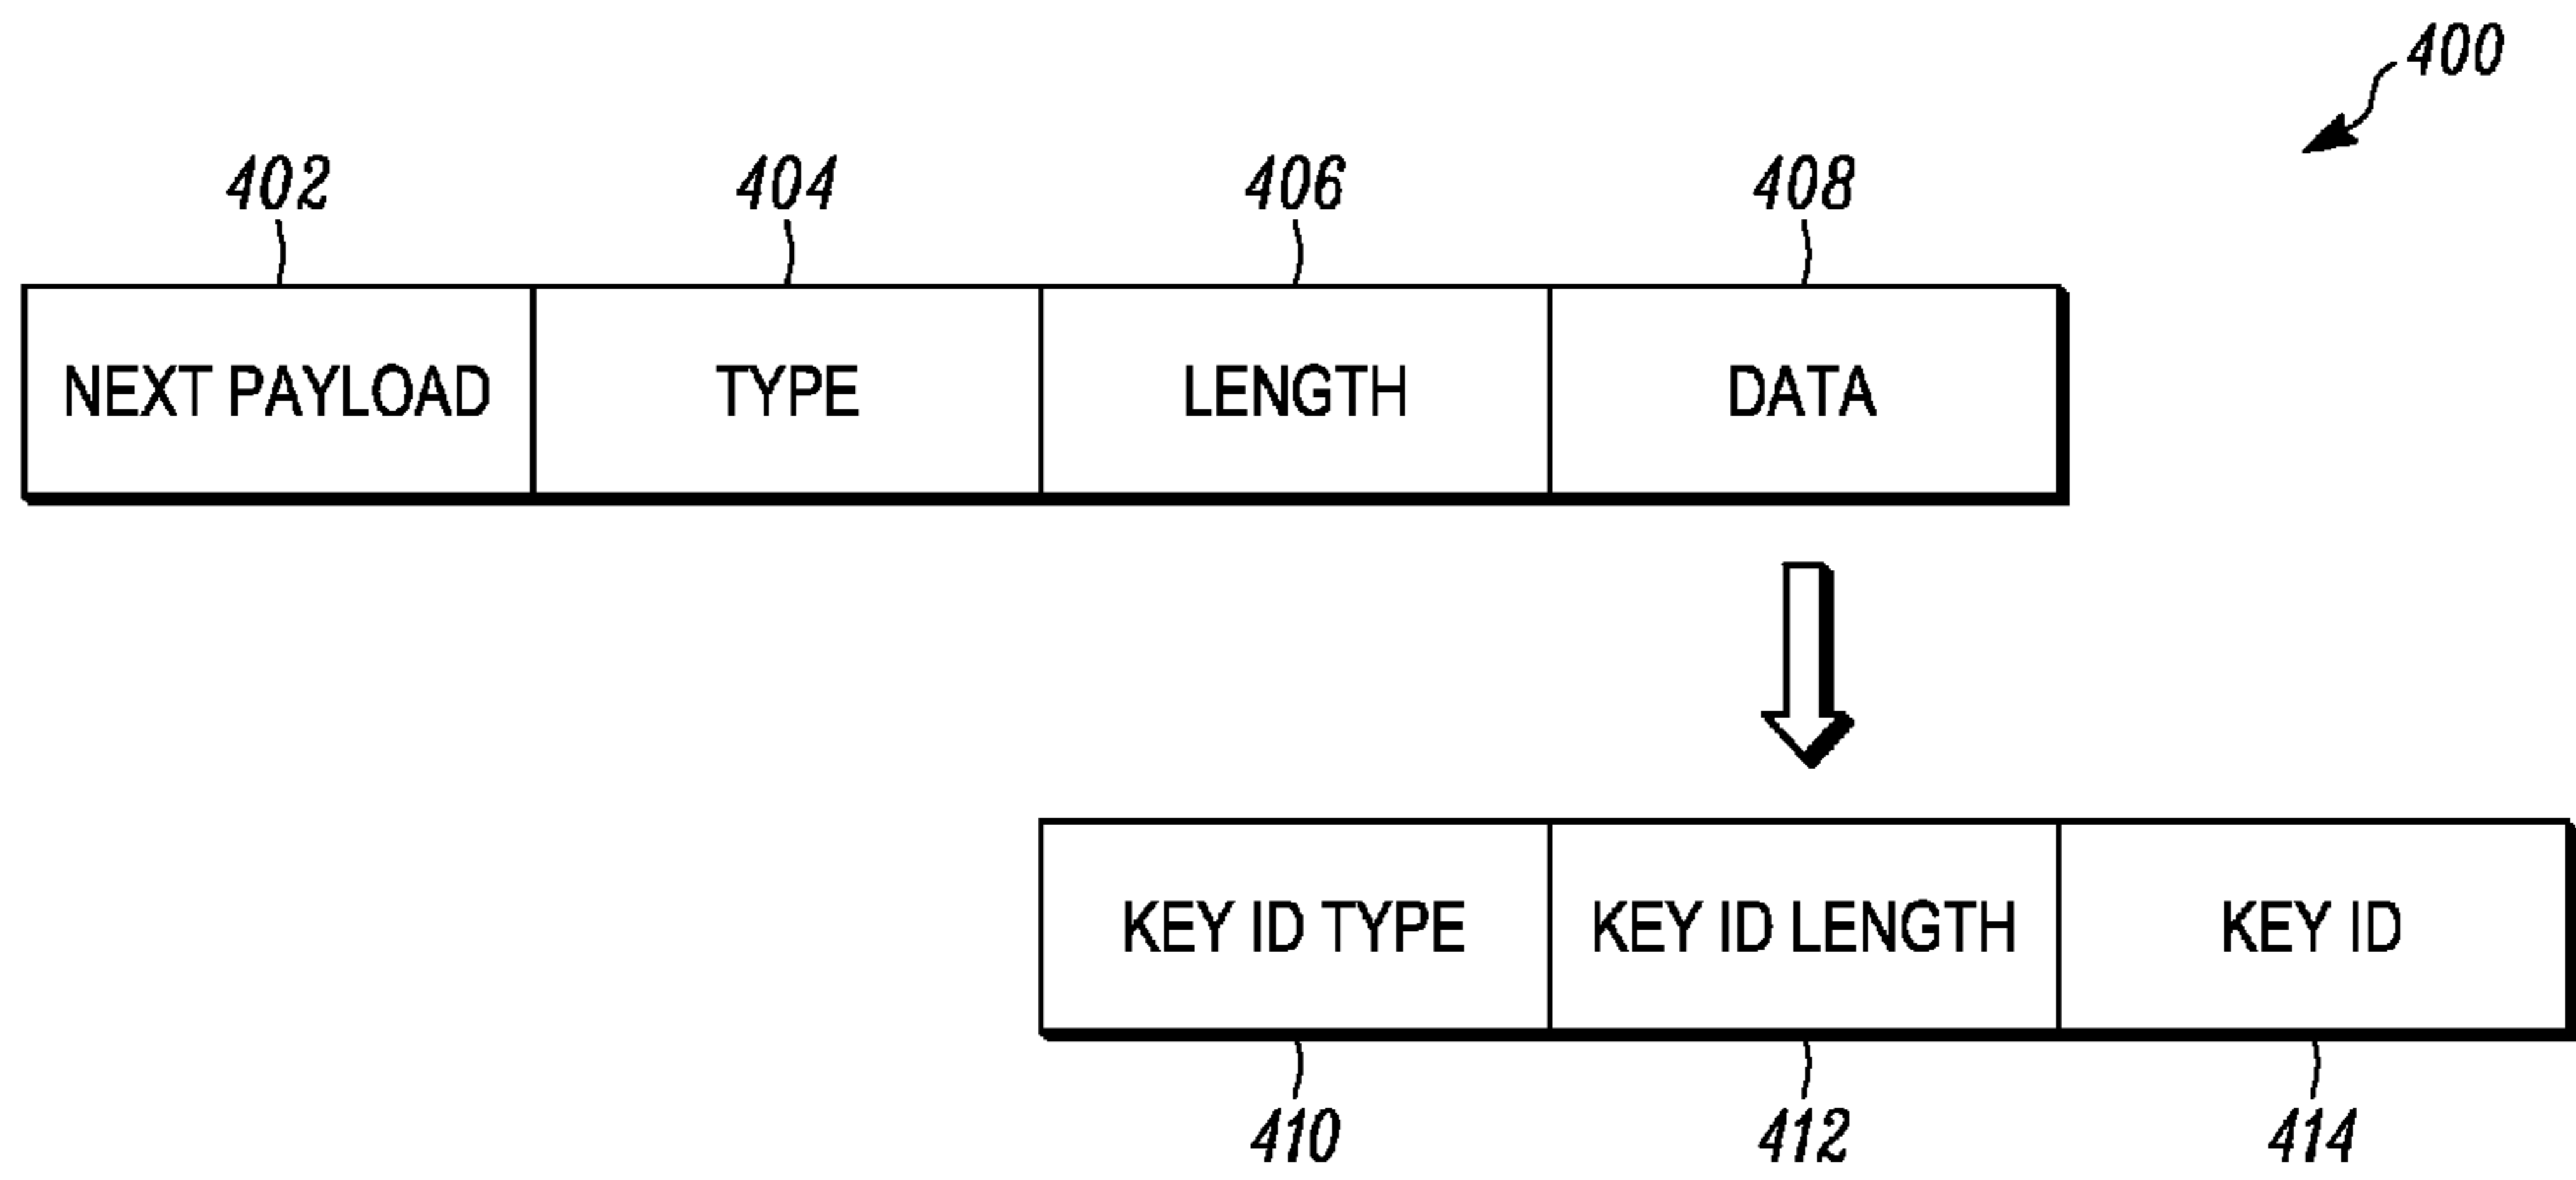 400
402 404 406 408
NEXT PAYLOAD TYPE LENGTH DATA
KEY ID TYPE KEY ID LENGTH KEY ID
410 412 414